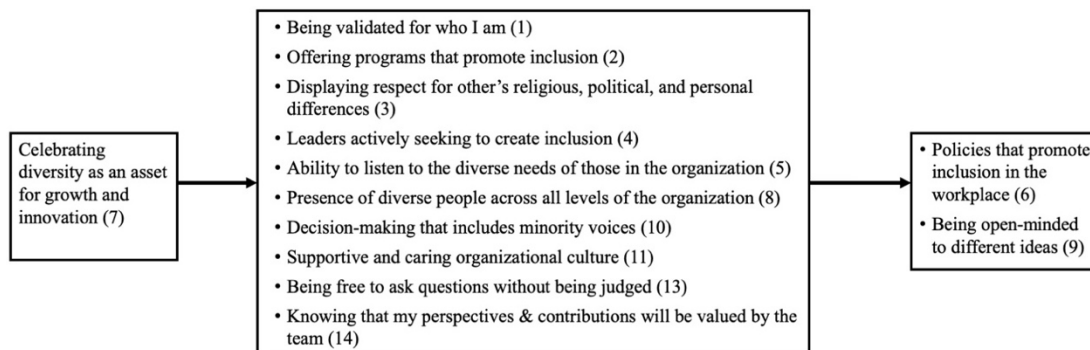 Celebrating
diversity as an asset
for growth and
innovation (7)
• Being validated for who I am (1)
• Offering programs that promote inclusion (2)
• Displaying respect for other’s religious, political, and personal
differences (3)
• Leaders actively seeking to create inclusion (4)
• Ability to listen to the diverse needs of those in the organization (5)
• Presence of diverse people across all levels of the organization (8)
• Decision-making that includes minority voices (10)
• Supportive and caring organizational culture (11)
• Being free to ask questions without being judged (13)
• Knowing that my perspectives & contributions will be valued by the
team (14)
• Policies that promote
inclusion in the
workplace (6)
• Being open-minded
to different ideas (9)